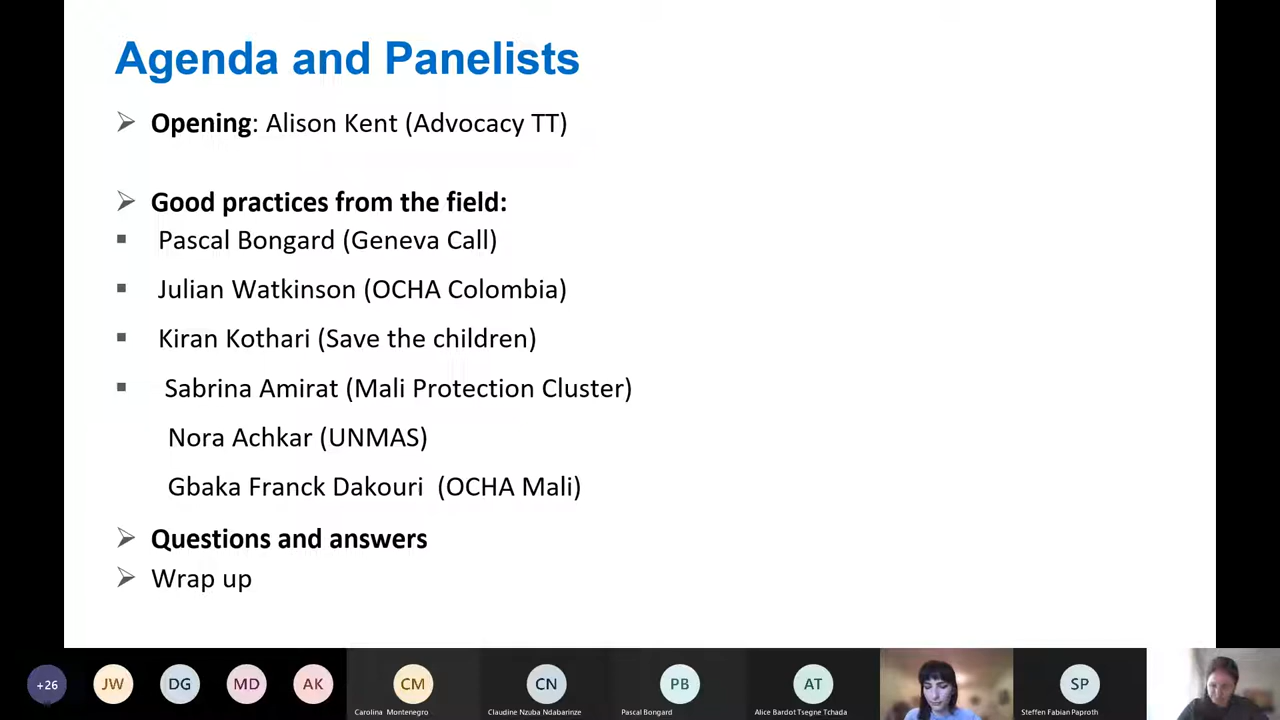 Agenda and Panelists
Opening: Alison Kent (Advocacy TT)
Good practices from the field:
Pascal Bongard (Geneva Call)
Julian Watkinson (OCHA Colombia)
Kiran Kothari (Save the children)
Sabrina Amirat (Mali Protection Cluster)
Nora Achkar (UNMAS)
Gbaka Franck Dakouri (OCHA Mali)
Questions and answers
Wrap up
+26 JW DG MD AK CM CN PB AT SP
Carolina Montenegro Claudine Nzuba Ndabarinze Pascal Bongard Alice Bardot Tsegne Tchada Steffen Fabian Paproth